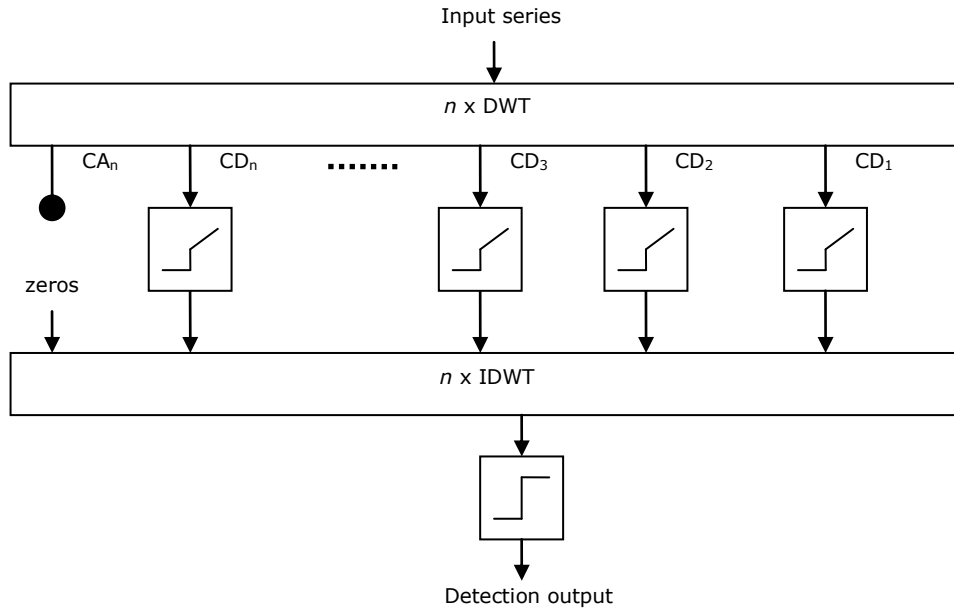 Input series
n x DWT
CAn
CDn
CD3
CD2
CD1
zeros
n x IDWT
Detection output